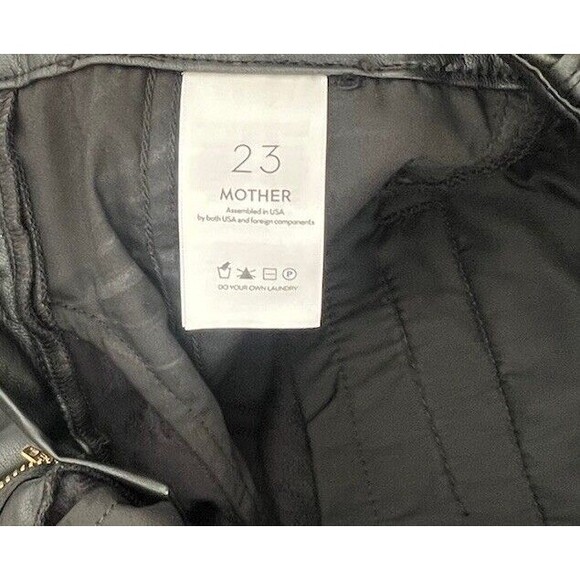 23
MOTHER
Assembled in USA
by both USA and foreign components
P
DO YOUR OWN LAUNDRY